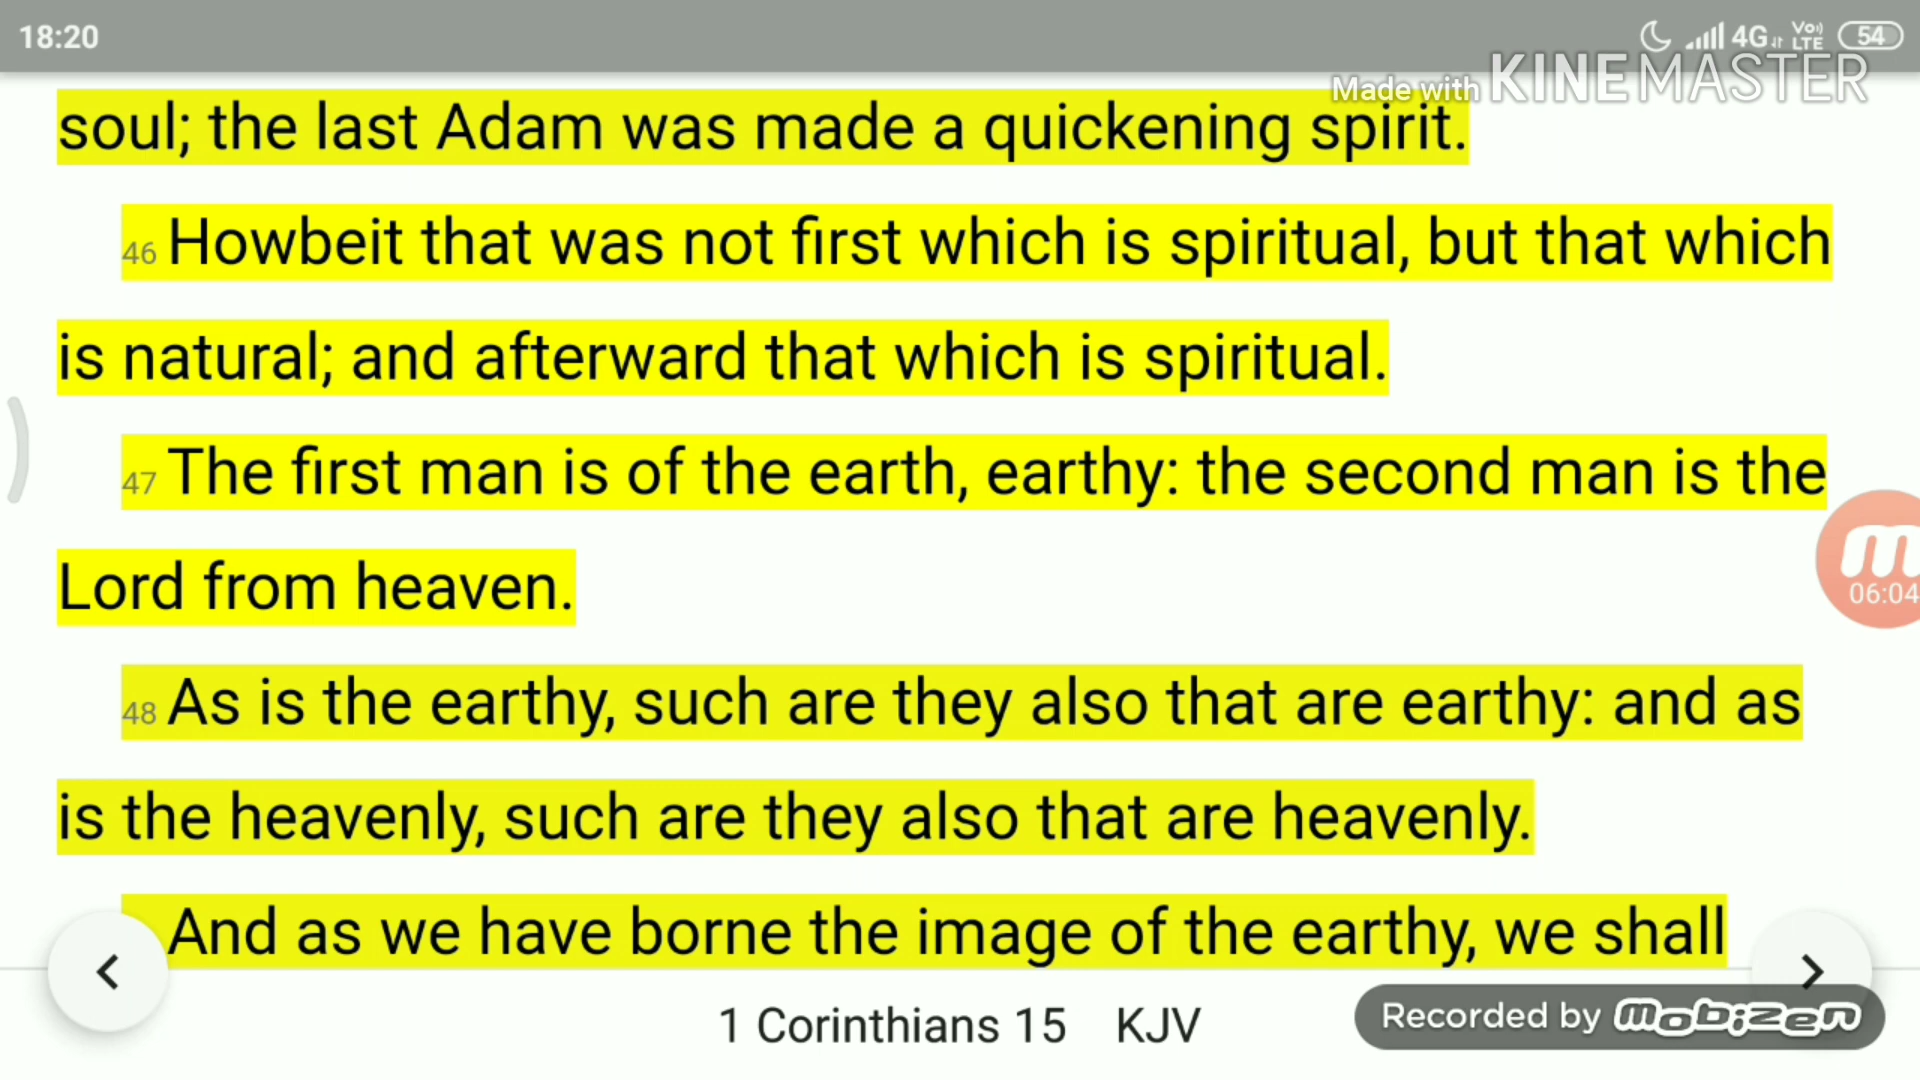 18:20
4G Vo)) LTE 54
Made with KINEMASTER
soul; the last Adam was made a quickening spirit.
46 Howbeit that was not first which is spiritual, but that which
is natural; and afterward that which is spiritual.
47 The first man is of the earth, earthy: the second man is the
Lord from heaven.
48 As is the earthy, such are they also that are earthy: and as
is the heavenly, such are they also that are heavenly.
And as we have borne the image of the earthy, we shall
06:04
1 Corinthians 15 KJV
Recorded by mobizen